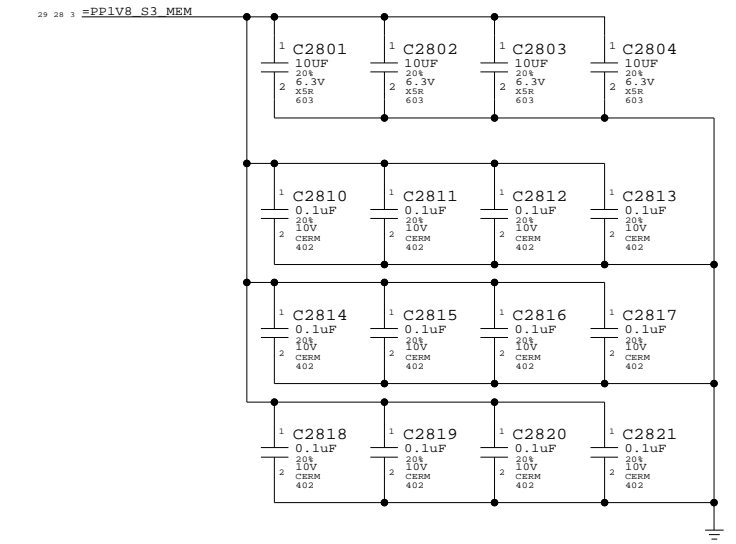 29 28 3 =PP1V8_S3_MEM
1 C2801 10UF 20% 6.3V X5R 603 2
1 C2802 10UF 20% 6.3V X5R 603 2
1 C2803 10UF 20% 6.3V X5R 603 2
1 C2804 10UF 20% 6.3V X5R 603 2
1 C2810 0.1uF 20% 10V CERM 402 2
1 C2811 0.1uF 20% 10V CERM 402 2
1 C2812 0.1uF 20% 10V CERM 402 2
1 C2813 0.1uF 20% 10V CERM 402 2
1 C2814 0.1uF 20% 10V CERM 402 2
1 C2815 0.1uF 20% 10V CERM 402 2
1 C2816 0.1uF 20% 10V CERM 402 2
1 C2817 0.1uF 20% 10V CERM 402 2
1 C2818 0.1uF 20% 10V CERM 402 2
1 C2819 0.1uF 20% 10V CERM 402 2
1 C2820 0.1uF 20% 10V CERM 402 2
1 C2821 0.1uF 20% 10V CERM 402 2